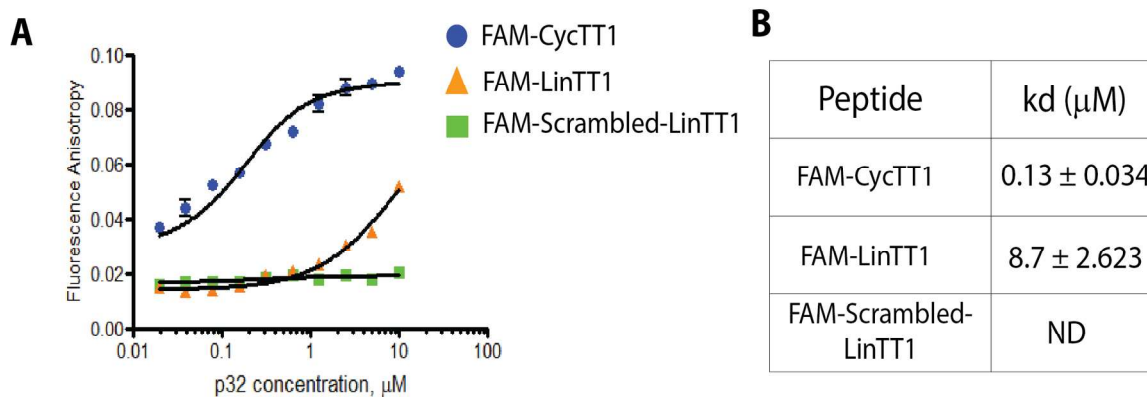 A
FAM-CycTT1
FAM-LinTT1
FAM-Scrambled-LinTT1
Fluorescence Anisotropy
0.10
0.08
0.06
0.04
0.02
0.00
0.01
0.1
1
10
100
p32 concentration, μM
B
Peptide
kd (μM)
FAM-CycTT1
0.13 ± 0.034
FAM-LinTT1
8.7 ± 2.623
FAM-Scrambled-
LinTT1
ND